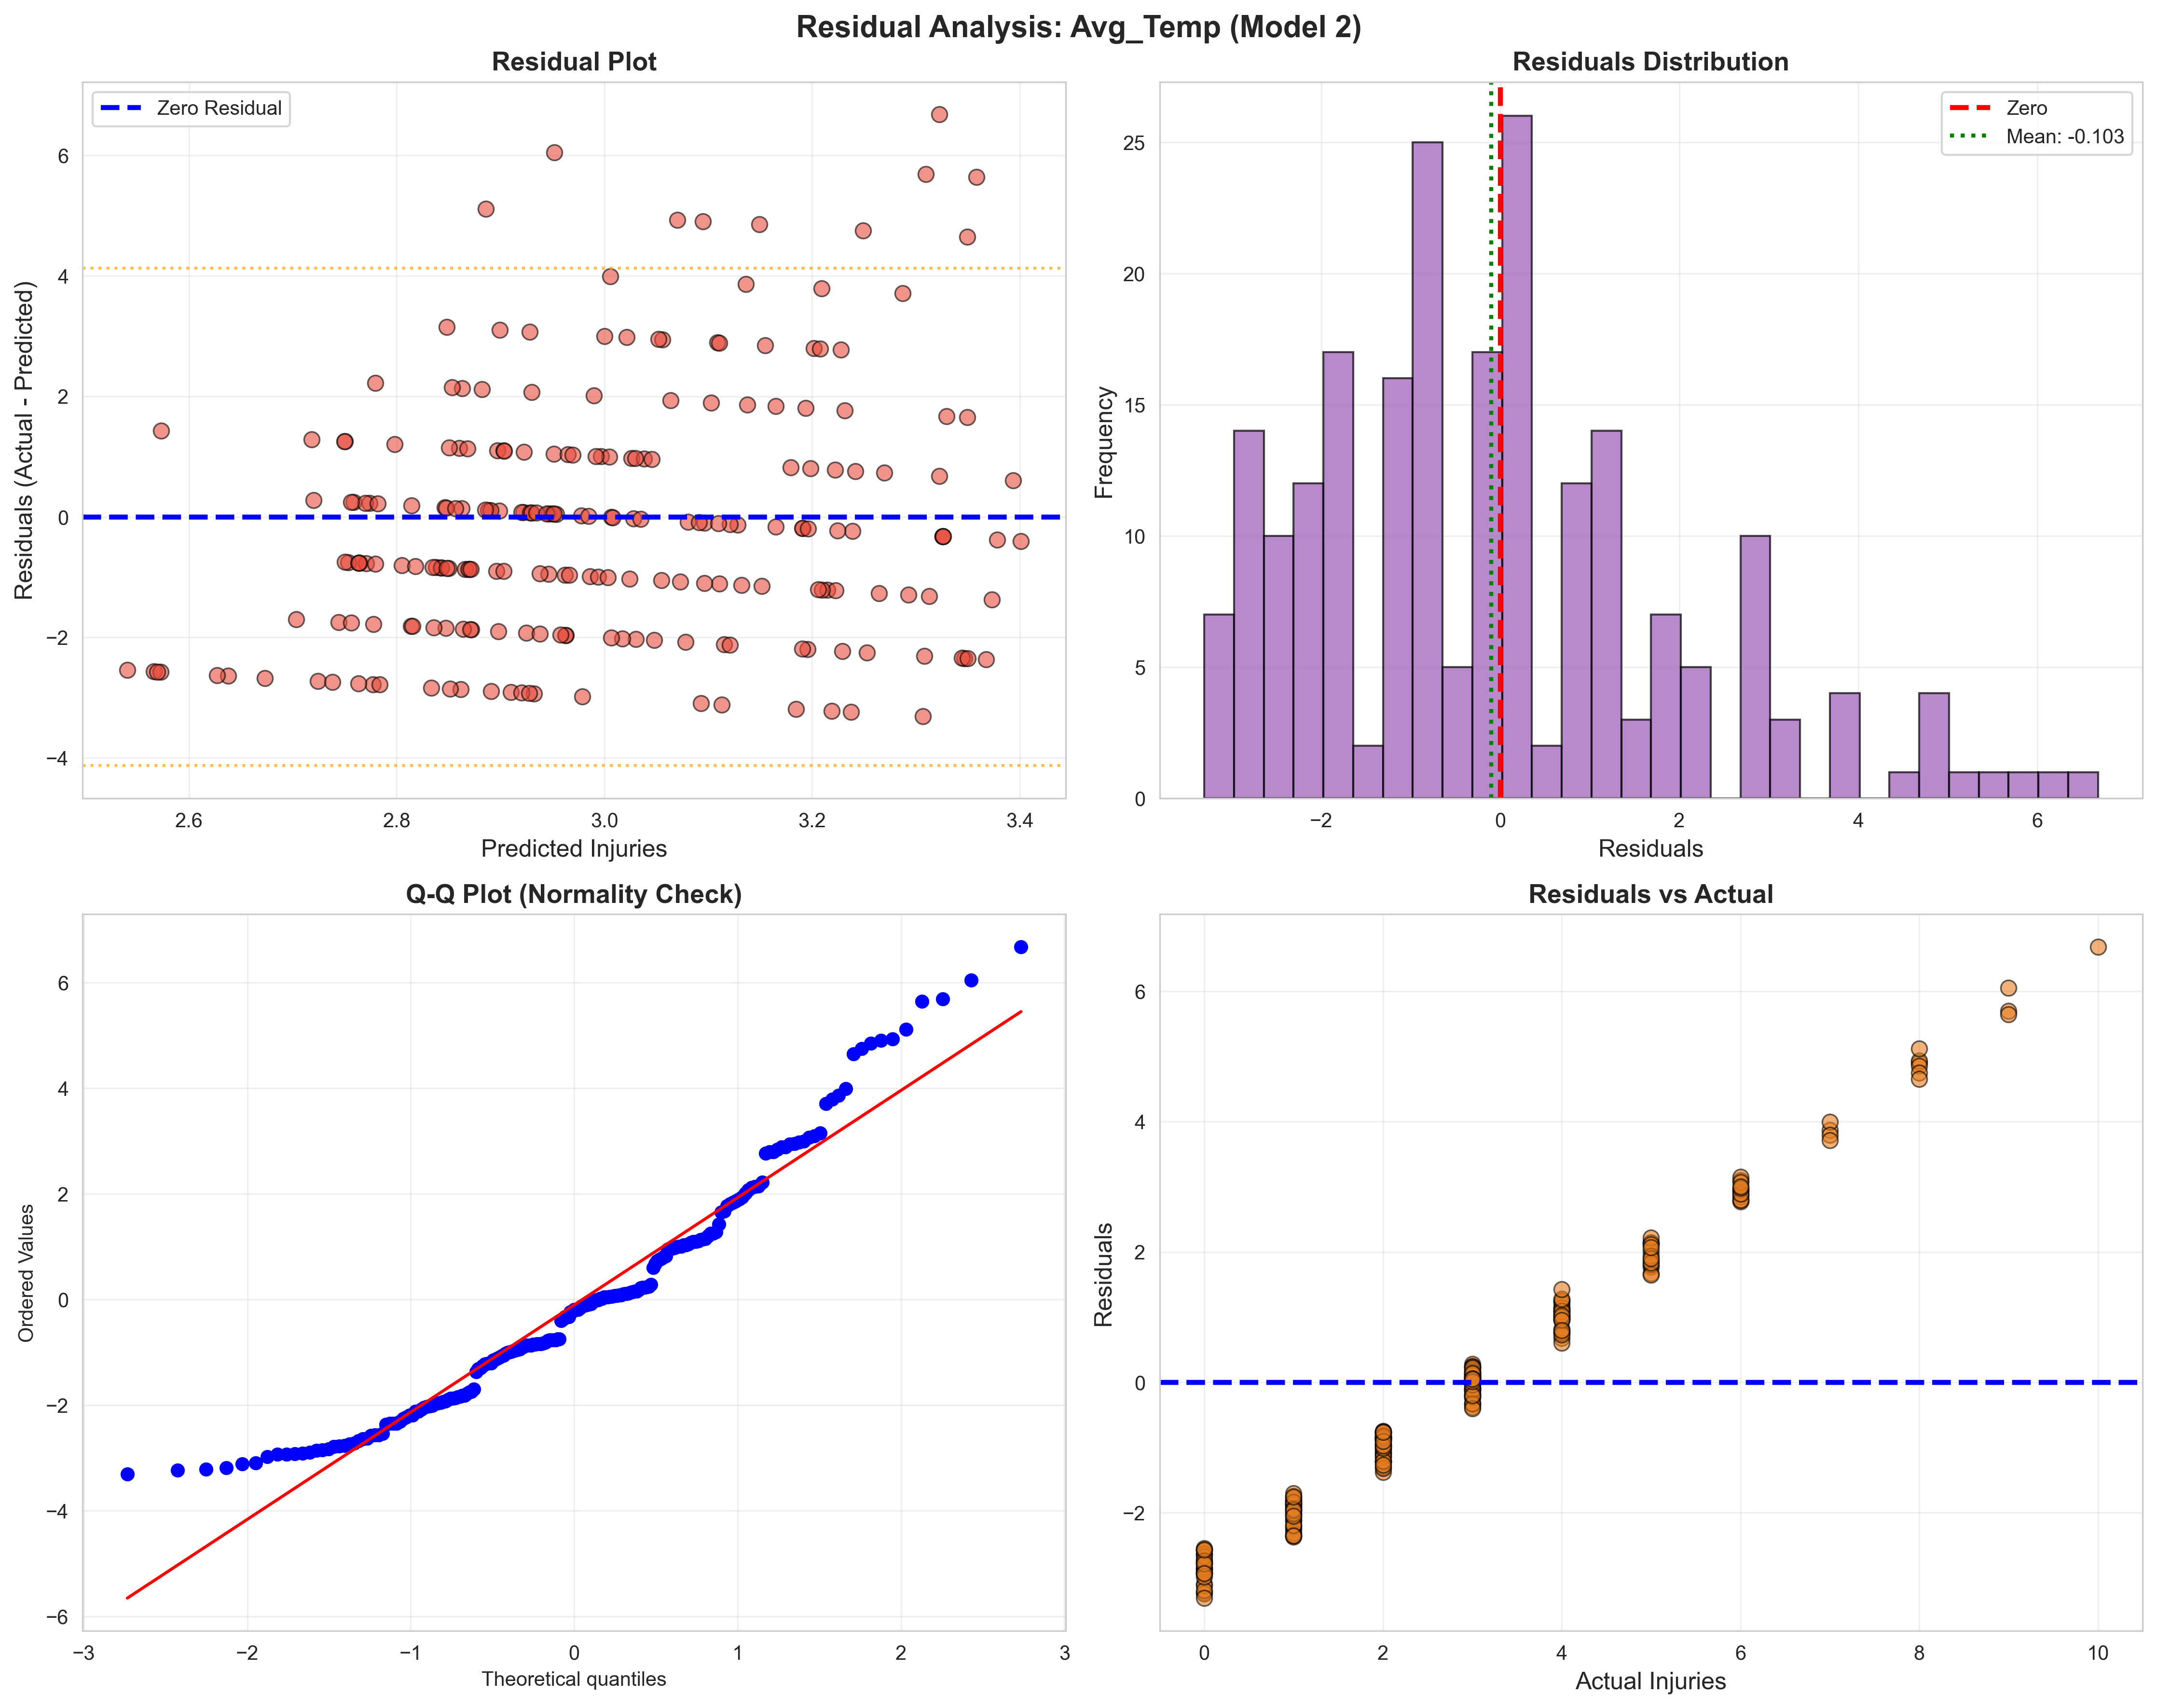 Residual Analysis: Avg_Temp (Model 2)
Residual Plot
Zero Residual
6
4
2
0
−2
−4
2.6 2.8 3.0 3.2 3.4
Residuals (Actual - Predicted)
Predicted Injuries
Residuals Distribution
Zero
Mean: -0.103
25
20
15
10
5
0
−2 0 2 4 6
Frequency
Residuals
Q-Q Plot (Normality Check)
6
4
2
0
−2
−4
−6
−3 −2 −1 0 1 2 3
Ordered Values
Theoretical quantiles
Residuals vs Actual
6
4
2
0
−2
0 2 4 6 8 10
Residuals
Actual Injuries